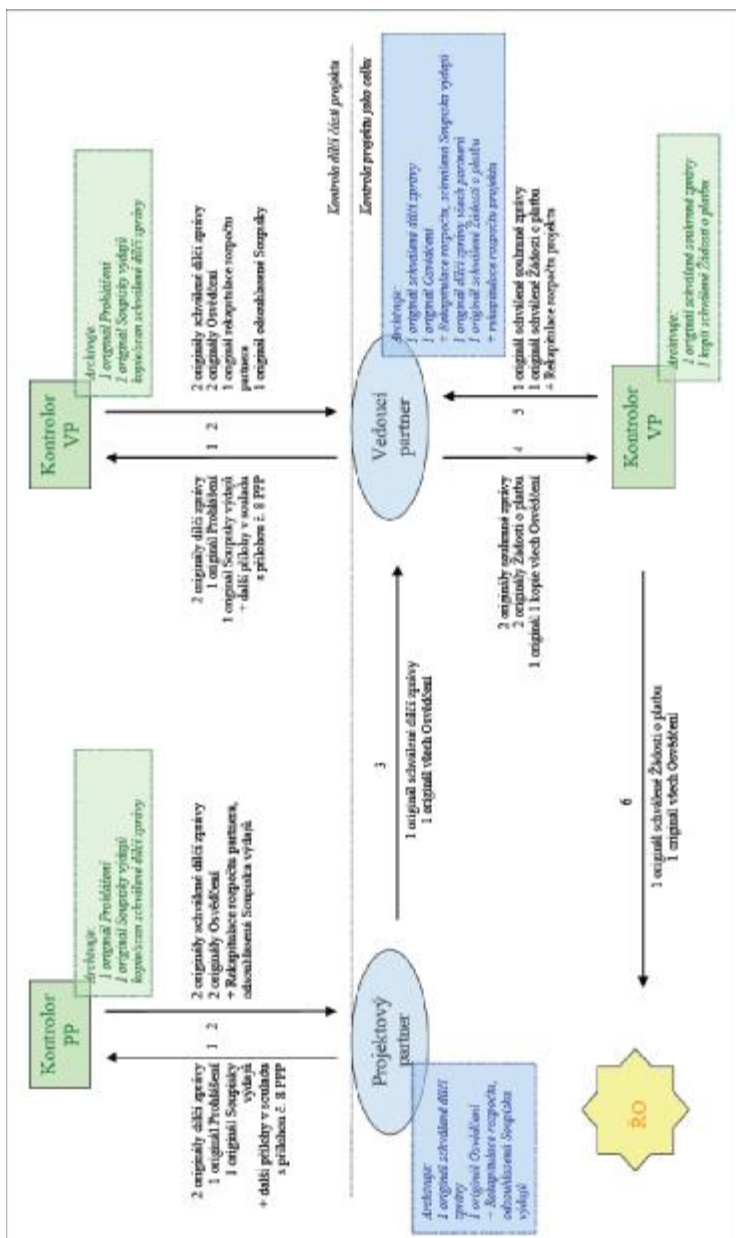 Kontrolor
PP
Archivuje:
1 originál Prohlášení
1 originál Soupisky výdajů
kopie/scan schválené dílčí zprávy
2 originály dílčí zprávy
1 originál Prohlášení
1 originál Soupisky
výdajů
+ další přílohy v souladu
s přílohou č. 8 PPP
1
2
2 originály schválené dílčí zprávy
2 originály Osvědčení
+ Rekapitulace rozpočtu partnera,
odsouhlasená Soupiska výdajů
Projektový
partner
Archivuje:
1 originál schválené dílčí
zprávy
1 originál Osvědčení
+ Rekapitulace rozpočtu,
odsouhlasená Soupiska
výdajů
3
1 originál schválené dílčí zprávy
1 originál všech Osvědčení
Kontrolor
VP
Archivuje:
1 originál Prohlášení
1 originál Soupisky výdajů
kopie/scan schválené dílčí zprávy
2 originály dílčí zprávy
1 originál Prohlášení
1 originál Soupisky výdajů
+ další přílohy v souladu
s přílohou č. 8 PPP
1
2
2 originály schválené dílčí zprávy
2 originály Osvědčení
1 originál rekapitulace rozpočtu
partnera
1 originál odsouhlasené Soupisky
Kontrola dílčí části projektu
Kontrola projektu jako celku
Vedoucí
partner
Archivuje:
1 originál schválené dílčí zprávy
1 originál Osvědčení
+ Rekapitulace rozpočtu, schválená Soupiska výdajů
1 originál dílčí zprávy všech partnerů
1 originál schválené Žádosti o platbu
+ rekapitulace rozpočtu projektu
2 originály souhrnné zprávy
2 originály Žádosti o platbu
1 originál 1 kopie všech Osvědčení
4
5
1 originál schválené souhrnné zprávy
1 originál schválené Žádosti o platbu
+ Rekapitulace rozpočtu projektu
Kontrolor
VP
Archivuje:
1 originál schválené souhrnné zprávy
1 kopii schválené Žádosti o platbu
6
1 originál schválené Žádosti o platbu
1 originál všech Osvědčení
ŘO